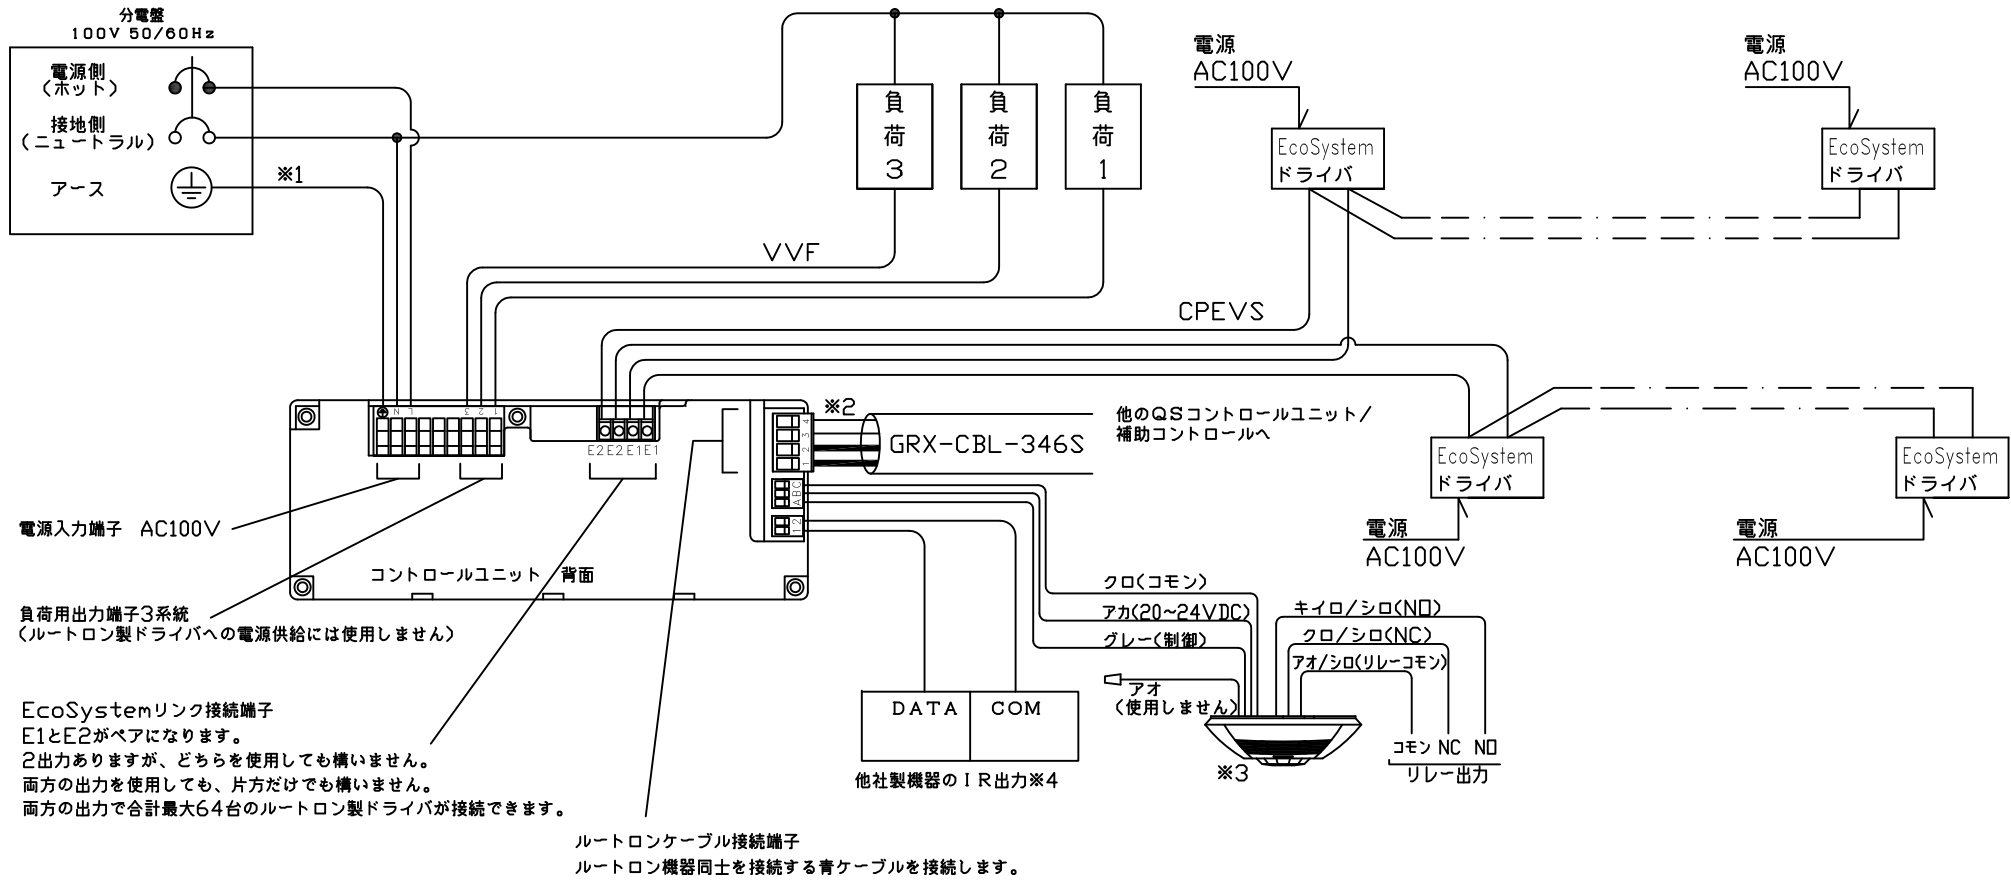 分電盤
100V 50/60Hz
電源側
(ホット)
接地側
(ニュートラル)
アース
※1
負荷3
負荷2
負荷1
VVF
電源
AC100V
EcoSystem
ドライバ
電源
AC100V
EcoSystem
ドライバ
CPEVS
L N
3 2 1
E2 E2 E1 E1
※2
4 3 2 1
GRX-CBL-346S
他のQSコントロールユニット/
補助コントロールへ
EcoSystem
ドライバ
電源
AC100V
EcoSystem
ドライバ
電源
AC100V
A B C
1 2
電源入力端子 AC100V
コントロールユニット 背面
負荷用出力端子3系統
(ルートロン製ドライバへの電源供給には使用しません)
クロ(コモン)
アカ(20~24VDC)
グレー(制御)
アオ
(使用しません)
キイロ/シロ(NO)
クロ/シロ(NC)
アオ/シロ(リレーコモン)
DATA COM
他社製機器のIR出力※4
※3
コモン NC NO
リレー出力
EcoSystemリンク接続端子
E1とE2がペアになります。
2出力ありますが、どちらを使用しても構いません。
両方の出力を使用しても、片方だけでも構いません。
両方の出力で合計最大64台のルートロン製ドライバが接続できます。
ルートロンケーブル接続端子
ルートロン機器同士を接続する青ケーブルを接続します。